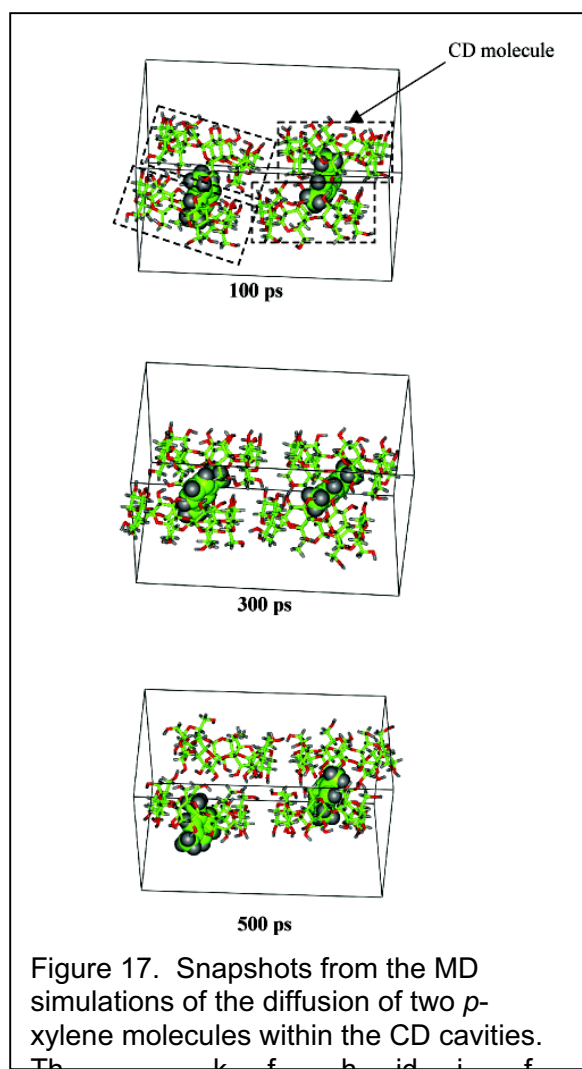 CD molecule
100 ps
300 ps
500 ps
Figure 17. Snapshots from the MD
simulations of the diffusion of two p-
xylene molecules within the CD cavities.